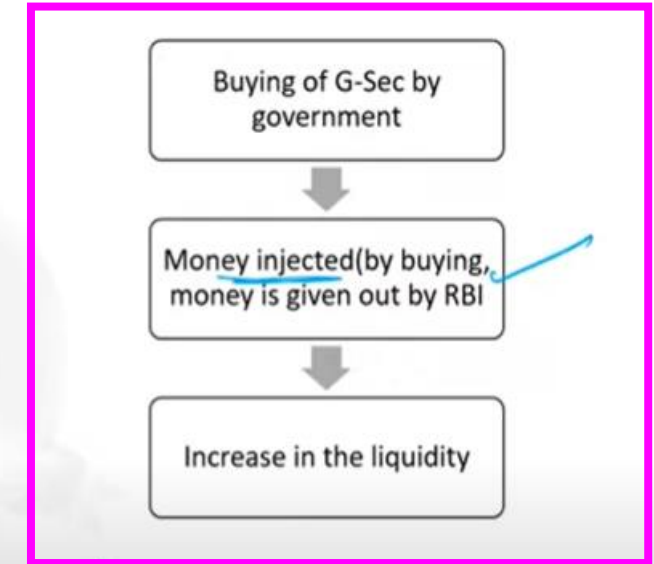 Buying of G-Sec by
government
Money injected(by buying,
money is given out by RBI
Increase in the liquidity